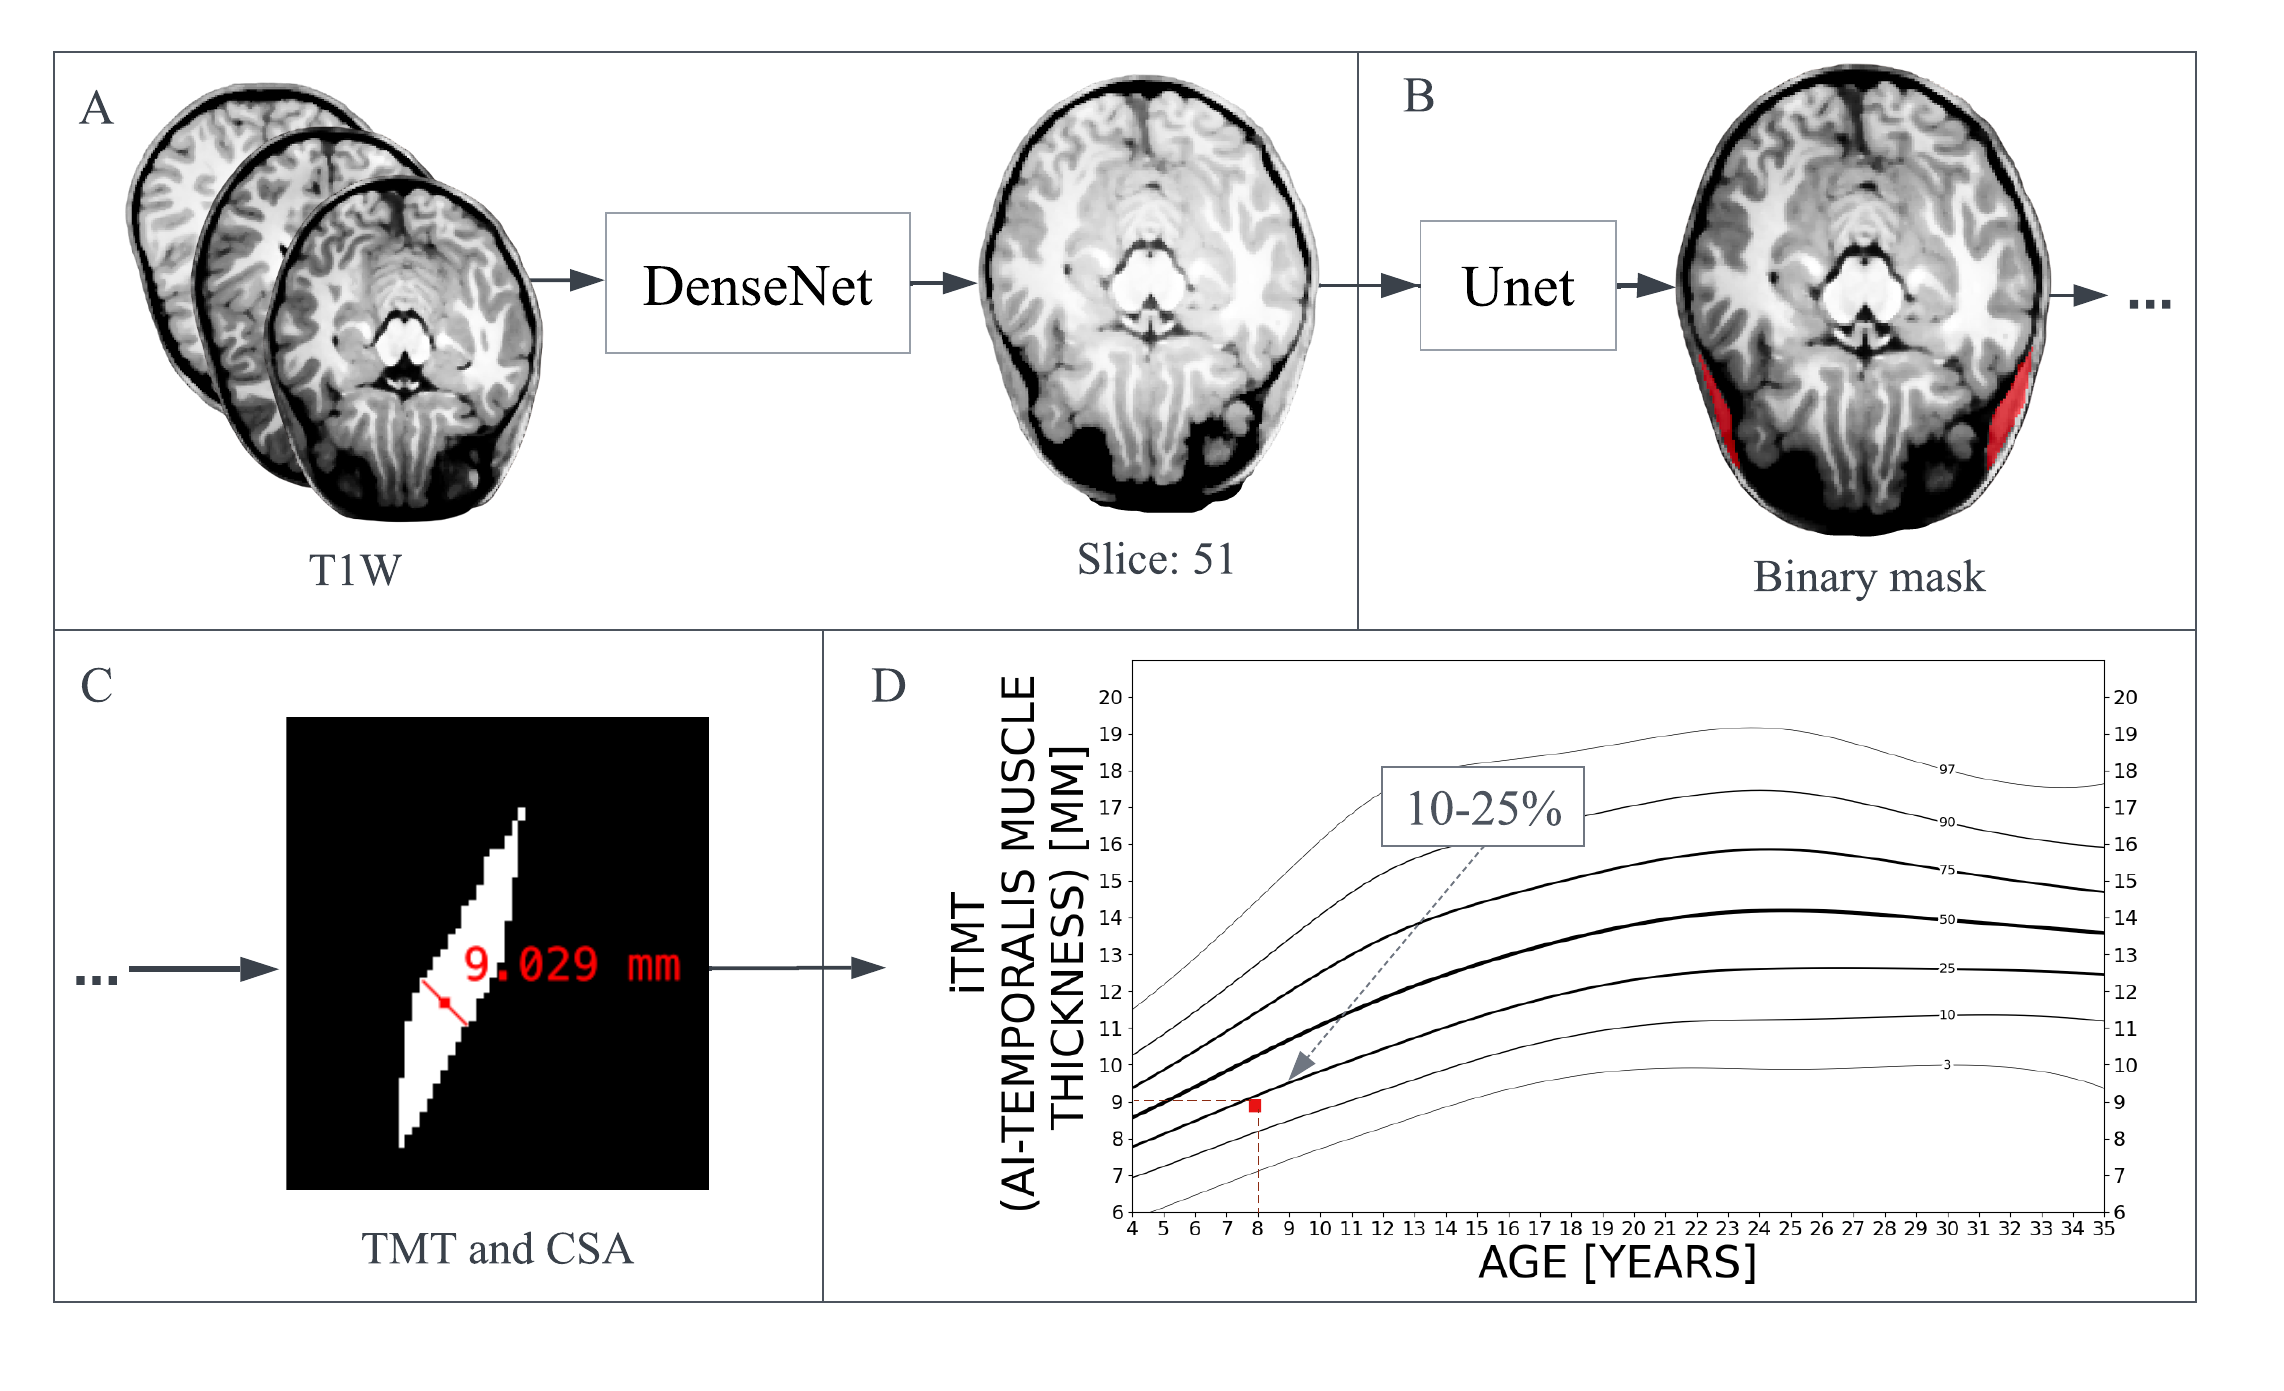 A
DenseNet
T1W
Slice: 51
B
Unet
...
Binary mask
C
...
9.029 mm
TMT and CSA
D
iTMT
(AI-TEMPORALIS MUSCLE
THICKNESS) [MM]
20
19
18
17
16
15
14
13
12
11
10
9
8
7
6
10-25%
97
90
75
50
25
10
3
20
19
18
17
16
15
14
13
12
11
10
9
8
7
6
4 5 6 7 8 9 10 11 12 13 14 15 16 17 18 19 20 21 22 23 24 25 26 27 28 29 30 31 32 33 34 35
AGE [YEARS]